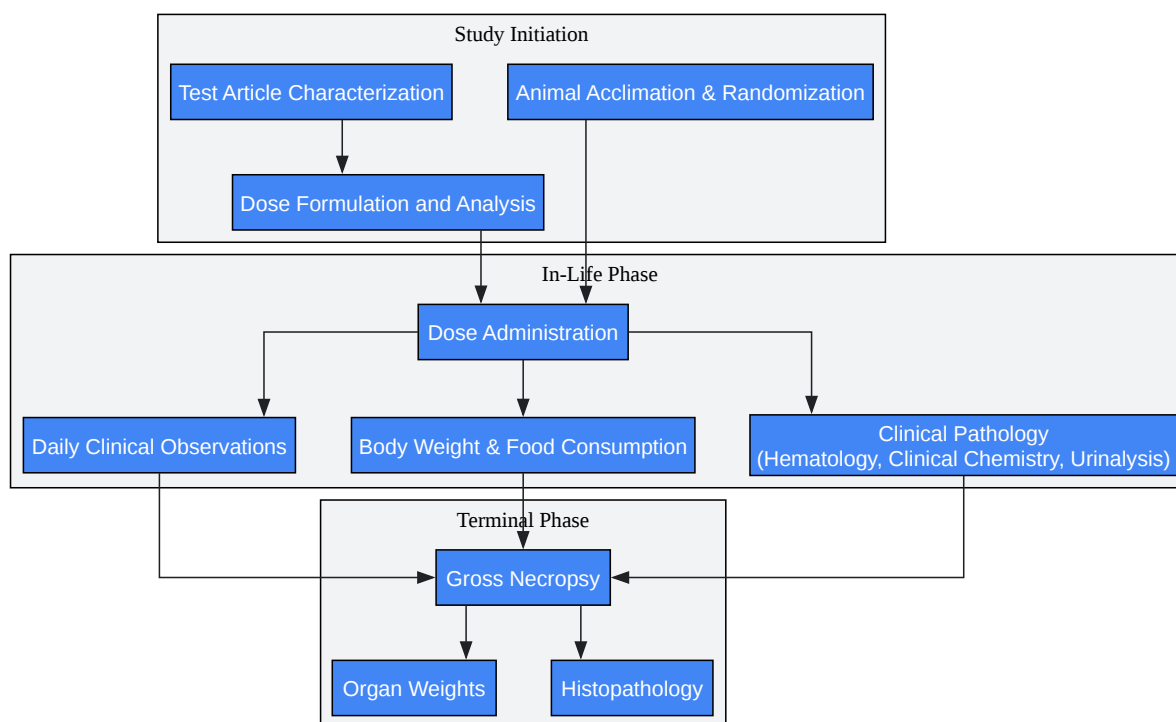 Study Initiation
Test Article Characterization
Animal Acclimation & Randomization
Dose Formulation and Analysis
In-Life Phase
Dose Administration
Daily Clinical Observations
Body Weight & Food Consumption
Clinical Pathology
(Hematology, Clinical Chemistry, Urinalysis)
Terminal Phase
Gross Necropsy
Organ Weights
Histopathology